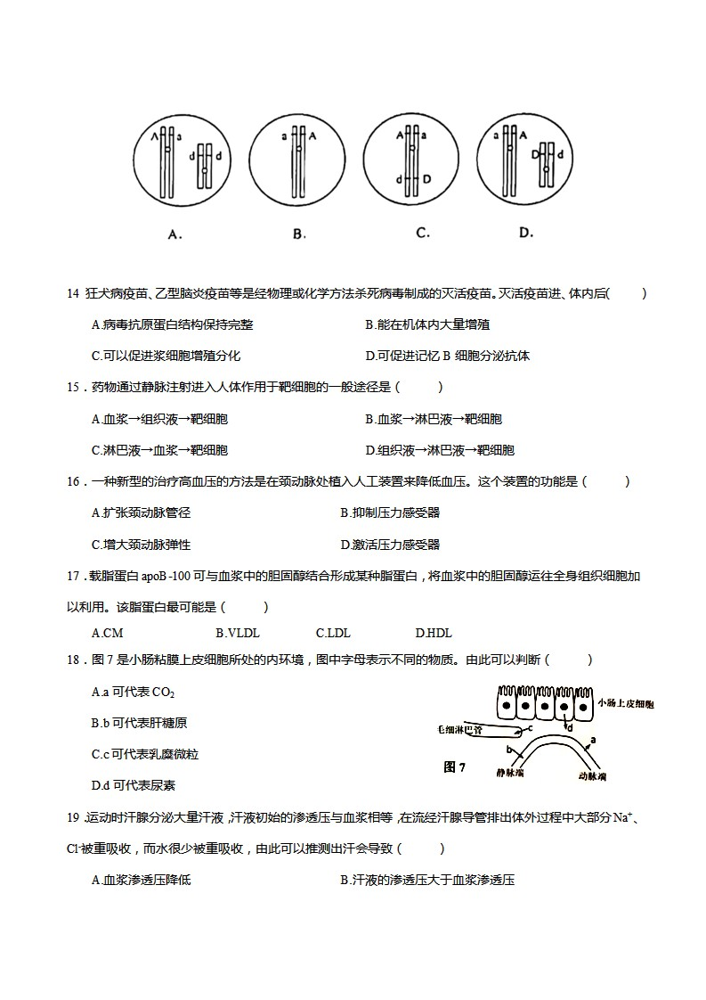 A a d d a A A a d D a A D d
A. B. C. D.
14 狂犬病疫苗、乙型脑炎疫苗等是经物理或化学方法杀死病毒制成的灭活疫苗。灭活疫苗进、体内后( )
A.病毒抗原蛋白结构保持完整 B.能在机体内大量增殖
C.可以促进浆细胞增殖分化 D.可促进记忆 B 细胞分泌抗体
15．药物通过静脉注射进入人体作用于靶细胞的一般途径是( )
A.血浆→组织液→靶细胞 B.血浆→淋巴液→靶细胞
C.淋巴液→血浆→靶细胞 D.组织液→淋巴液→靶细胞
16．一种新型的治疗高血压的方法是在颈动脉处植入人工装置来降低血压。这个装置的功能是( )
A.扩张颈动脉管径 B.抑制压力感受器
C.增大颈动脉弹性 D.激活压力感受器
17．载脂蛋白 apoB-100 可与血浆中的胆固醇结合形成某种脂蛋白，将血浆中的胆固醇运往全身组织细胞加
以利用。该脂蛋白最可能是( )
A.CM B.VLDL C.LDL D.HDL
18．图 7 是小肠粘膜上皮细胞所处的内环境，图中字母表示不同的物质。由此可以判断( )
A.a 可代表 CO₂
B.b 可代表肝糖原
C.c 可代表乳糜微粒
D.d 可代表尿素
小肠上皮细胞
毛细淋巴管 c d a
b
图 7
静脉端 动脉端
19．运动时汗腺分泌大量汗液，汗液初始的渗透压与血浆相等，在流经汗腺导管排出体外过程中大部分 Na⁺、
Cl⁻被重吸收，而水很少被重吸收，由此可以推测出汗会导致( )
A.血浆渗透压降低 B.汗液的渗透压大于血浆渗透压